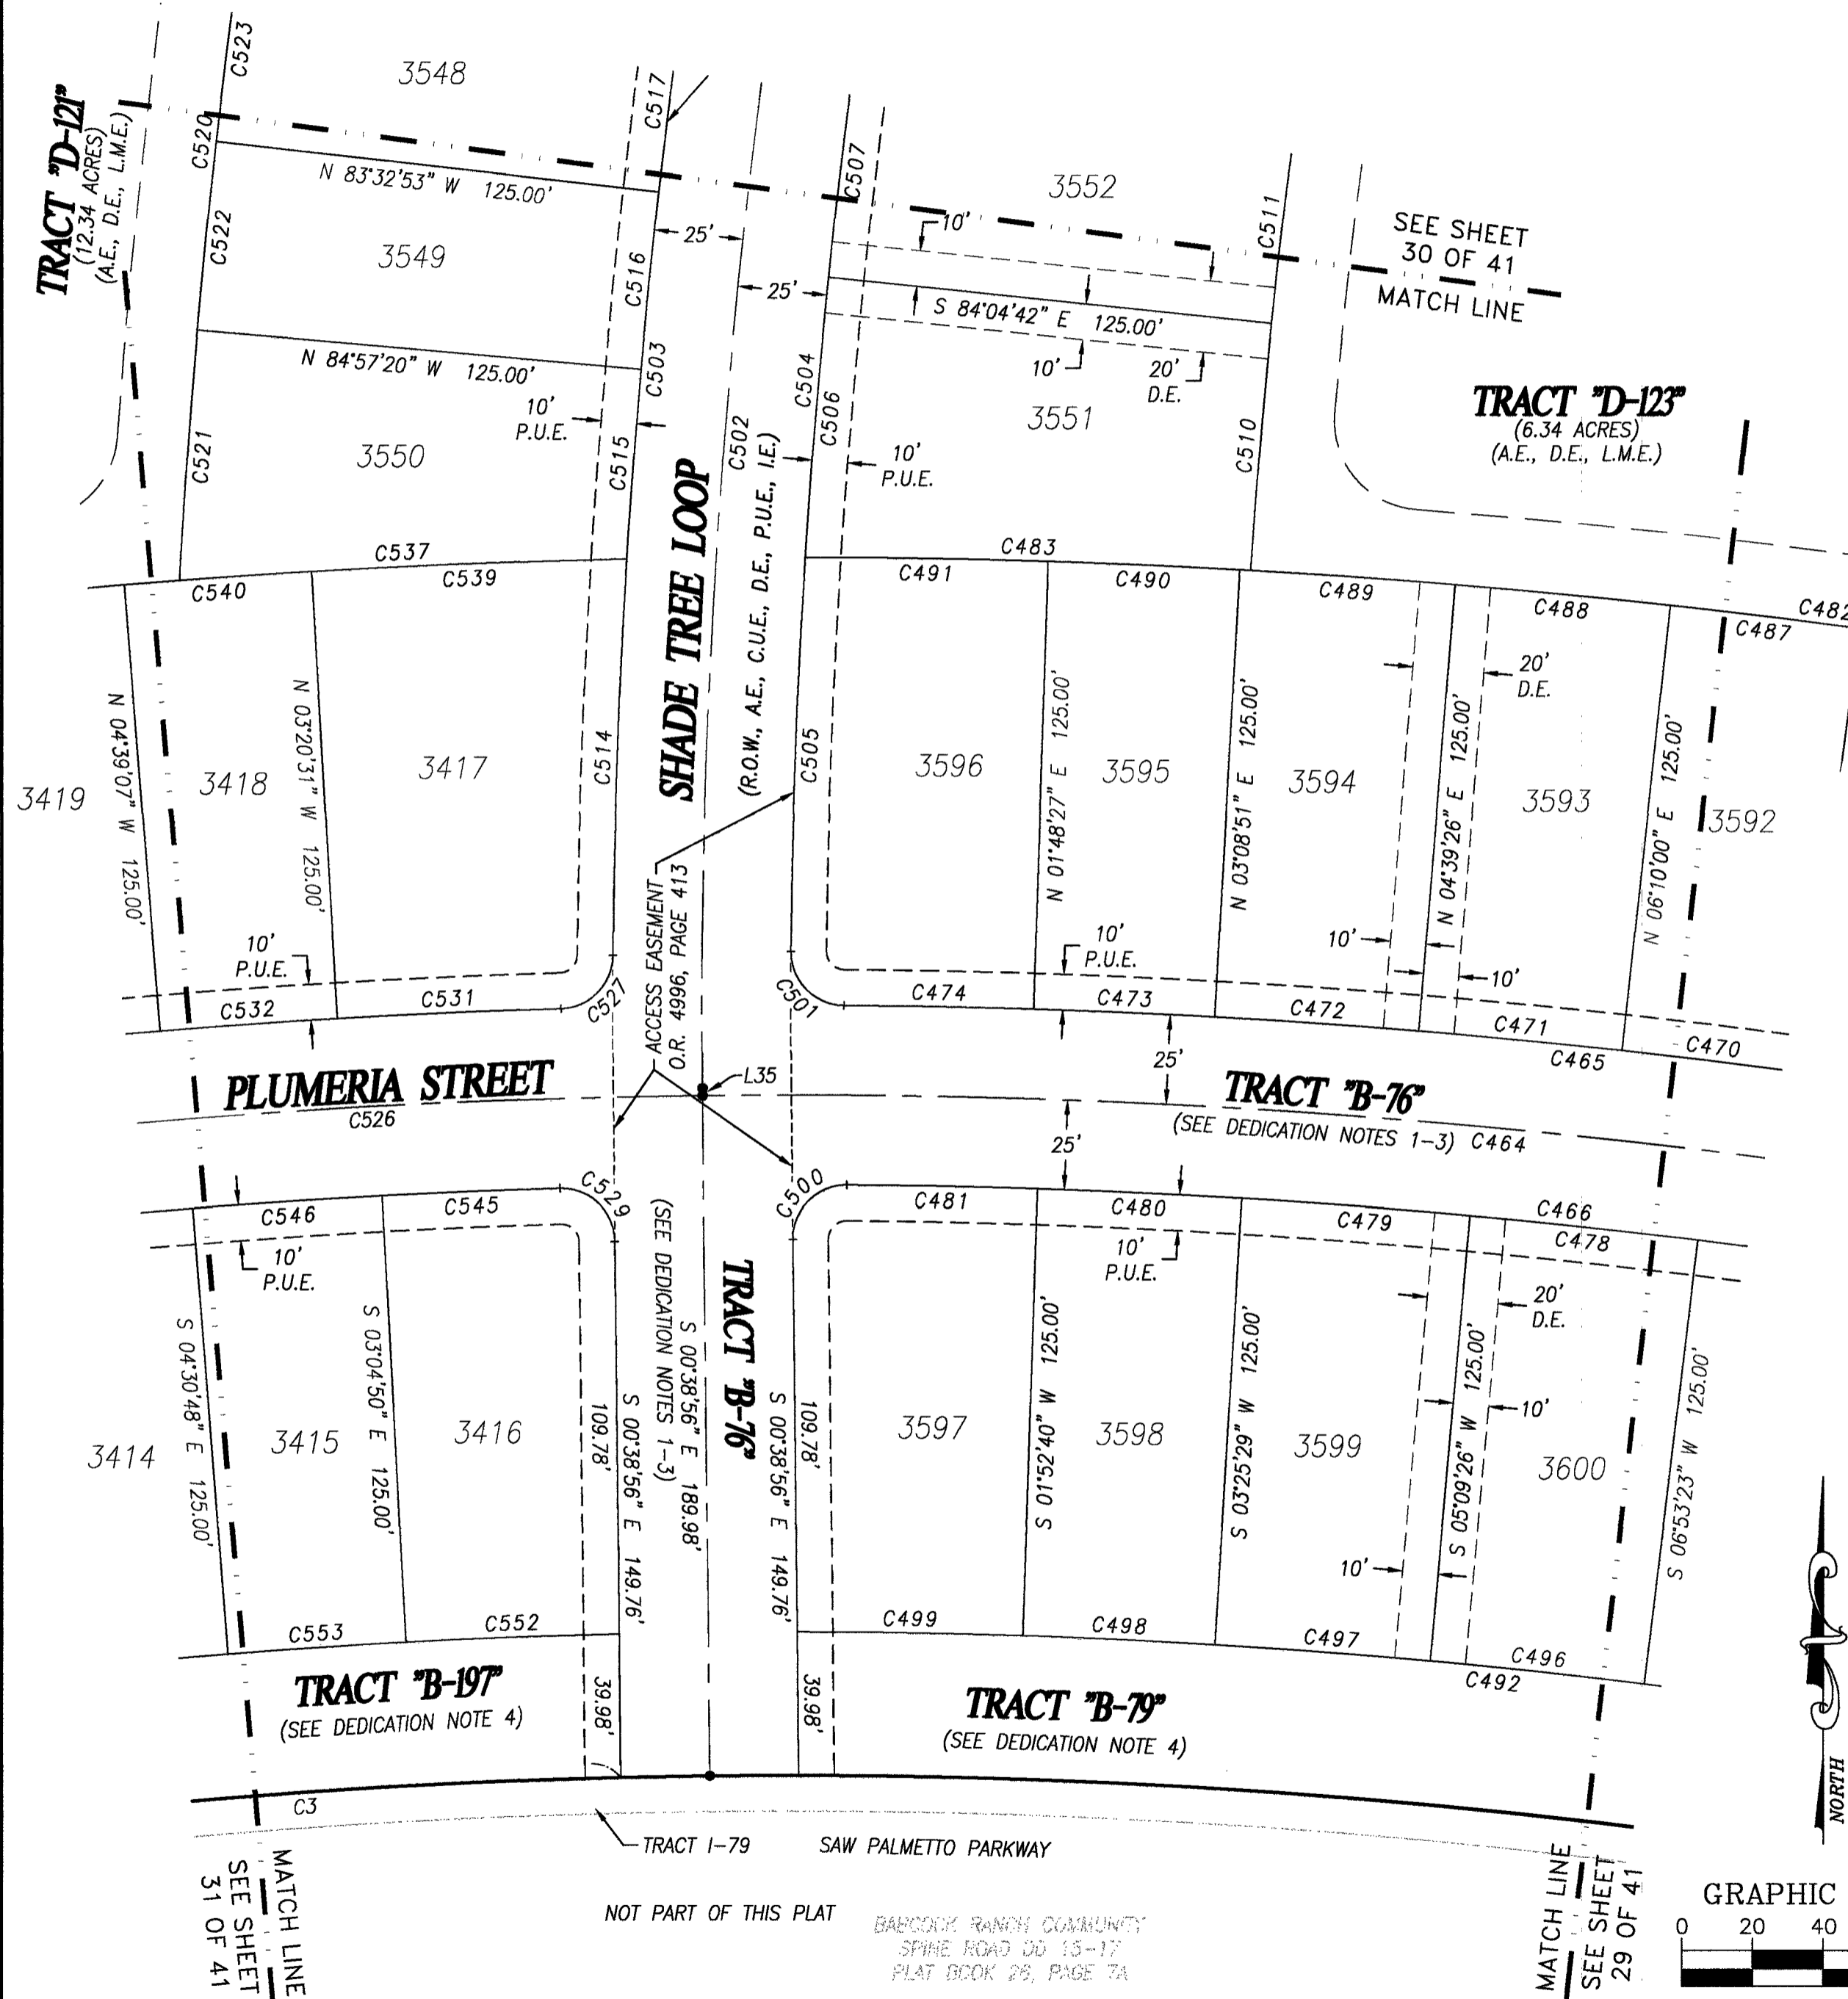 C523
3548
C517
TRACT "D-121"
(12.34 ACRES)
(A.E., D.E., L.M.E.)
C520
N 83°32'53" W 125.00'
C507
3552
C511
SEE SHEET
30 OF 41
MATCH LINE
10'
C522
3549
25'
C516
25'
S 84°04'42" E 125.00'
N 84°57'20" W 125.00'
C503
C504
10'
20'
D.E.
TRACT "D-123"
(6.34 ACRES)
(A.E., D.E., L.M.E.)
10'
P.U.E.
C506
3551
C521
3550
C515
C502
10'
P.U.E.
C510
SHADE TREE LOOP
(R.O.W., A.E., C.U.E., D.E., P.U.E., I.E.)
C537
C483
C540
C539
C491
C490
C489
C488
C482
C487
20'
D.E.
N 04°39'07" W 125.00'
N 03°20'31" W 125.00'
C514
C505
N 01°48'27" E 125.00'
N 03°08'51" E 125.00'
N 04°39'26" E 125.00'
N 06°10'00" E 125.00'
3419
3418
3417
3596
3595
3594
3593
3592
ACCESS EASEMENT
O.R. 4996, PAGE 413
10'
P.U.E.
10'
P.U.E.
10'
10'
C532
C531
C527
C501
C474
C473
C472
C471
C470
C465
25'
PLUMERIA STREET
L35
TRACT "B-76"
C526
(SEE DEDICATION NOTES 1-3) C464
25'
C546
C545
C529
C500
C481
C480
C479
C466
C478
10'
P.U.E.
10'
P.U.E.
20'
D.E.
(SEE DEDICATION NOTES 1-3)
TRACT "B-76"
S 04°30'48" E 125.00'
S 03°04'50" E 125.00'
109.78'
S 00°38'56" E 149.76'
S 00°38'56" E 189.98'
S 00°38'56" E 149.76'
109.78'
S 01°52'40" W 125.00'
S 03°25'29" W 125.00'
S 05°09'26" W 125.00'
S 06°53'23" W 125.00'
10'
3414
3415
3416
3597
3598
3599
3600
10'
C553
C552
C499
C498
C497
C496
C492
TRACT "B-197"
(SEE DEDICATION NOTE 4)
39.98'
39.98'
TRACT "B-79"
(SEE DEDICATION NOTE 4)
NORTH
C3
TRACT I-79 SAW PALMETTO PARKWAY
MATCH LINE
SEE SHEET
31 OF 41
NOT PART OF THIS PLAT
BABCOCK RANCH COMMUNITY
SPINE ROAD DD 15-17
PLAT BOOK 26, PAGE 7A
MATCH LINE
SEE SHEET
29 OF 41
GRAPHIC
0 20 40